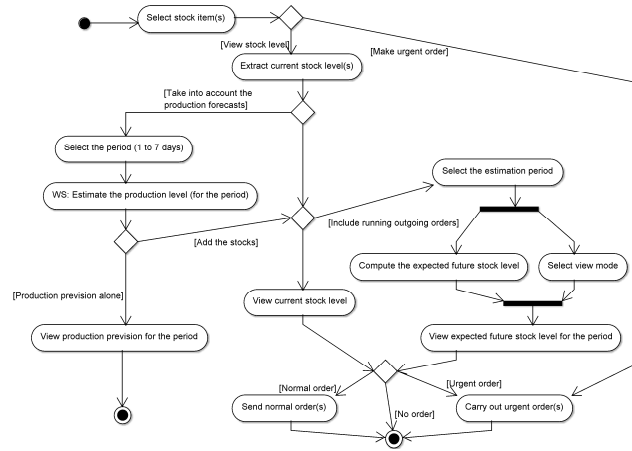 Select stock item(s)
[View stock level]
[Make urgent order]
Extract current stock level(s)
[Take into account the
production forecasts]
Select the period (1 to 7 days)
Select the estimation period
WS: Estimate the production level (for the period)
[Include running outgoing orders]
[Add the stocks]
Compute the expected future stock level
Select view mode
[Production prevision alone]
View current stock level
View production prevision for the period
View expected future stock level for the period
[Normal order]
[Urgent order]
Send normal order(s)
[No order]
Carry out urgent order(s)